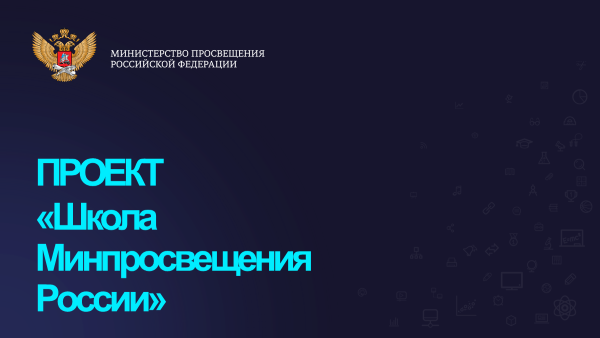 МИНИСТЕРСТВО ПРОСВЕЩЕНИЯ
РОССИЙСКОЙ ФЕДЕРАЦИИ
ПРОЕКТ
«Школа
Минпросвещения
России»